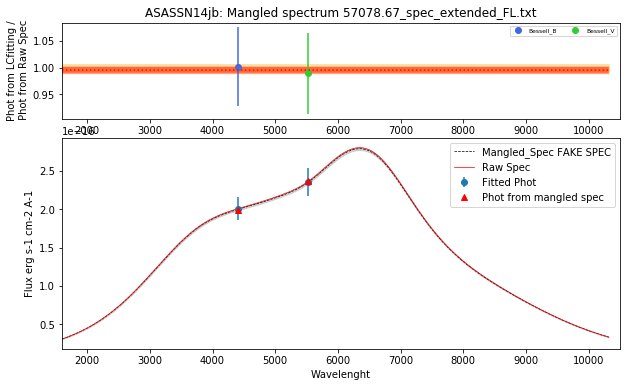 ASASSN14jb: Mangled spectrum 57078.67_spec_extended_FL.txt
Phot from LCfitting /
Phot from Raw Spec
1.05
1.00
0.95
Bessell_B
Bessell_V
2000 3000 4000 5000 6000 7000 8000 9000 10000
1e−16
Flux erg s-1 cm-2 A-1
2.5
2.0
1.5
1.0
0.5
Mangled_Spec FAKE SPEC
Raw Spec
Fitted Phot
Phot from mangled spec
2000 3000 4000 5000 6000 7000 8000 9000 10000
Wavelenght